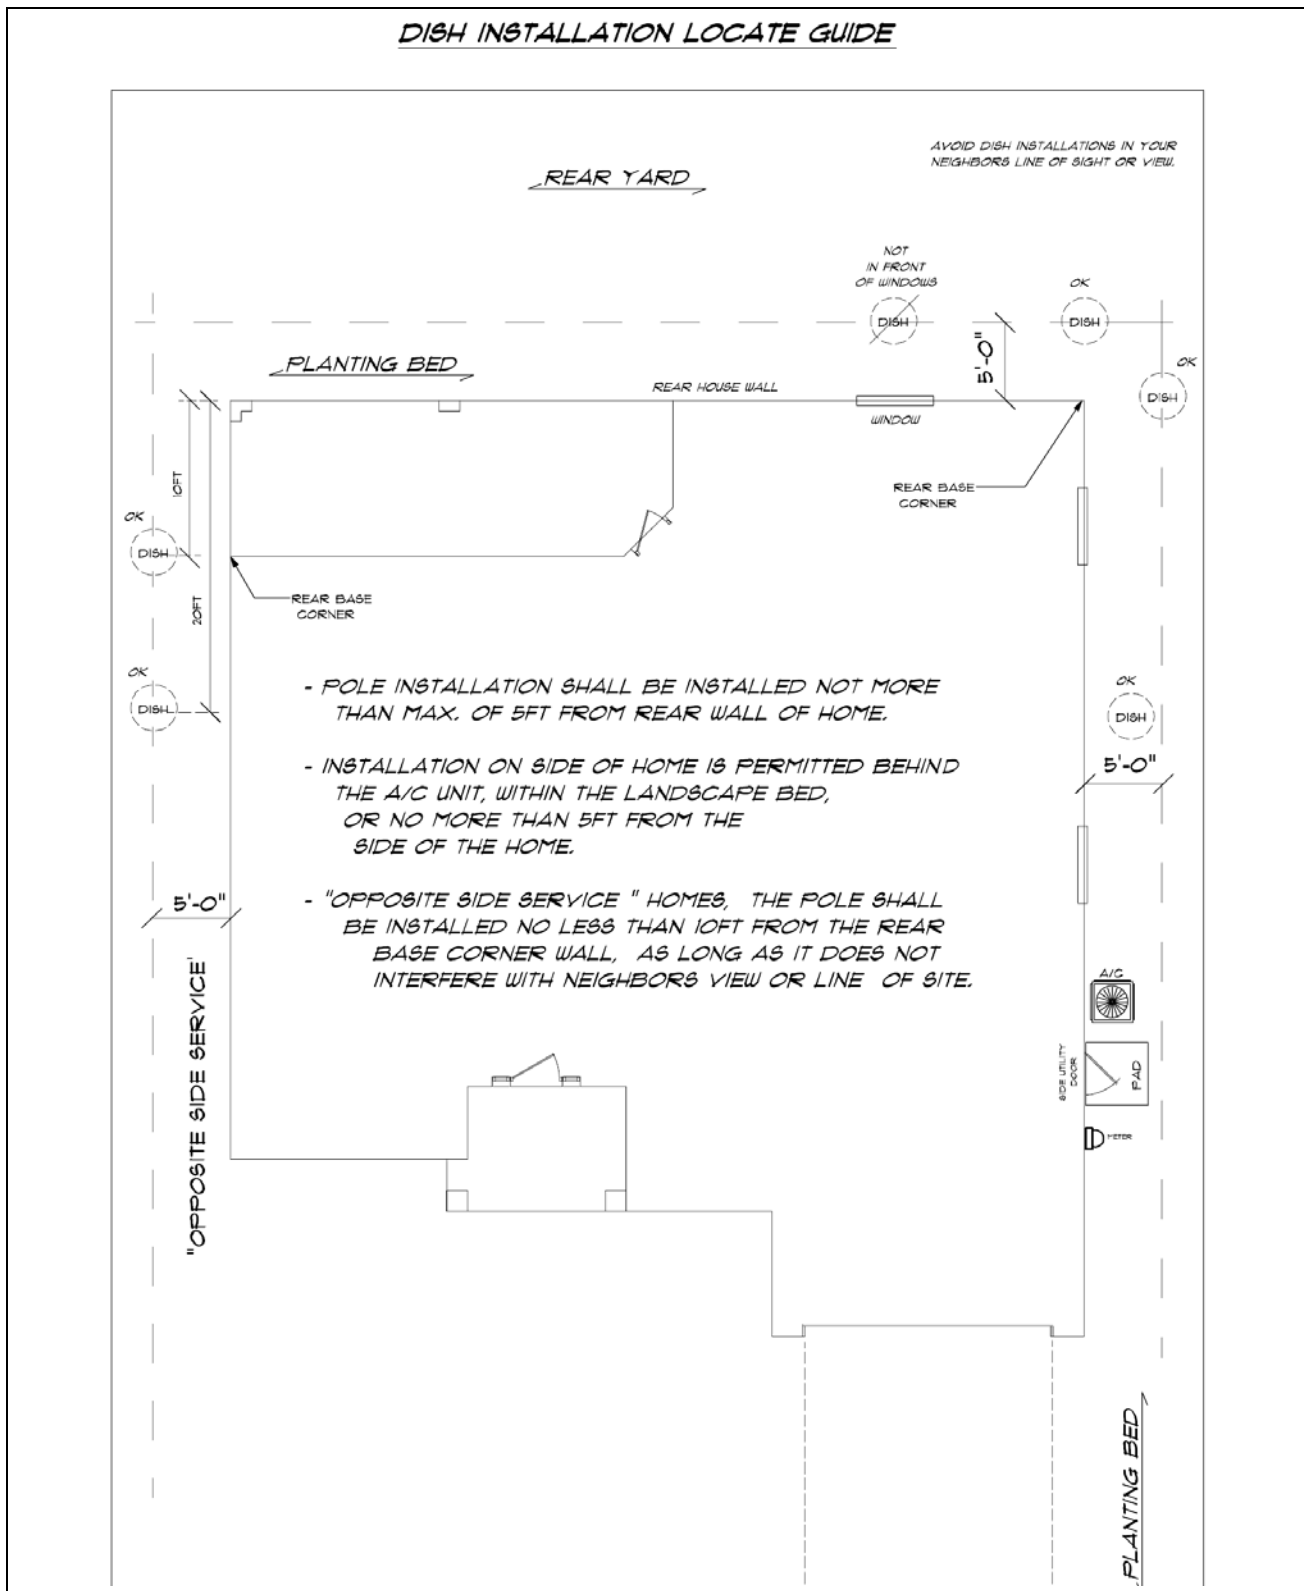 DISH INSTALLATION LOCATE GUIDE
AVOID DISH INSTALLATIONS IN YOUR
NEIGHBORS LINE OF SIGHT OR VIEW.
REAR YARD
NOT
IN FRONT
OF WINDOWS
DISH
OK
DISH
5'-0"
OK
DISH
PLANTING BED
REAR HOUSE WALL
WINDOW
REAR BASE
CORNER
10FT
OK
DISH
20FT
REAR BASE
CORNER
OK
DISH
- POLE INSTALLATION SHALL BE INSTALLED NOT MORE
THAN MAX. OF 5FT FROM REAR WALL OF HOME.
OK
DISH
5'-0"
- INSTALLATION ON SIDE OF HOME IS PERMITTED BEHIND
THE A/C UNIT, WITHIN THE LANDSCAPE BED,
OR NO MORE THAN 5FT FROM THE
SIDE OF THE HOME.
5'-0"
- "OPPOSITE SIDE SERVICE " HOMES, THE POLE SHALL
BE INSTALLED NO LESS THAN 10FT FROM THE REAR
BASE CORNER WALL, AS LONG AS IT DOES NOT
INTERFERE WITH NEIGHBORS VIEW OR LINE OF SITE.
"OPPOSITE SIDE SERVICE'
A/C
SIDE UTILITY
DOOR
PAD
METER
PLANTING BED